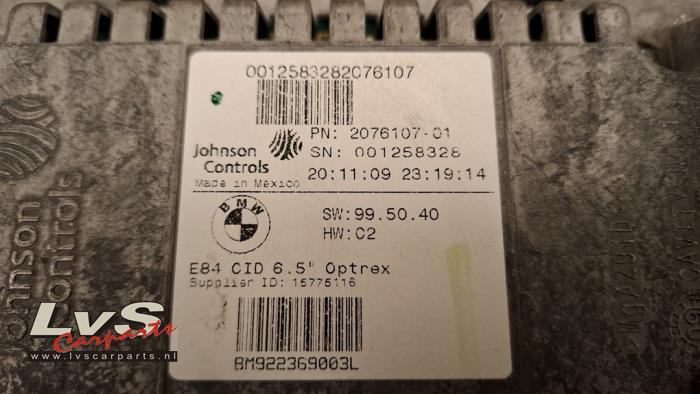 0012583282076107
PN: 2076107-01
SN: 001258328
Johnson
Controls
Made in Mexico
20:11:09 23:19:14
BMW
SW:99.50.40
HW:C2
E84 CID 6.5" Optrex
Supplier ID: 15775116
BM922369003L
Johnson
Controls
LvS
Carparts
www.lvscarparts.nl